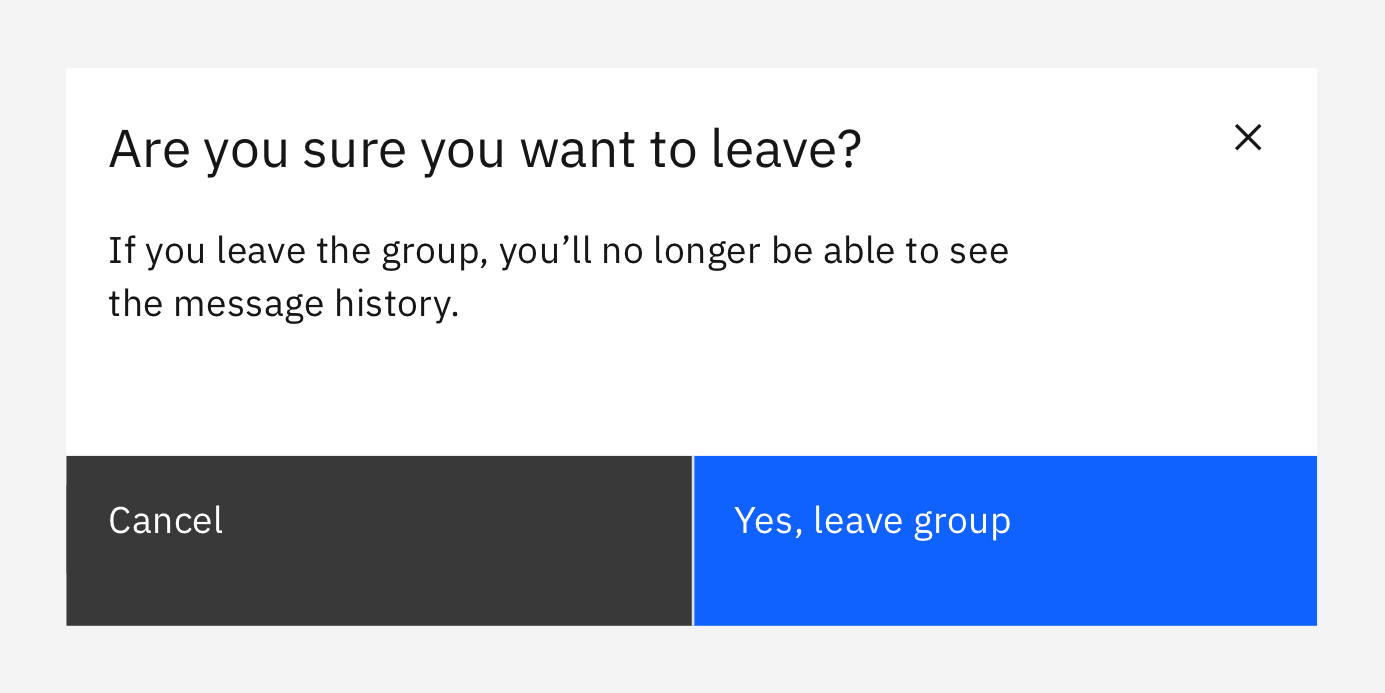 Are you sure you want to leave?
If you leave the group, you’ll no longer be able to see
the message history.
Cancel
Yes, leave group